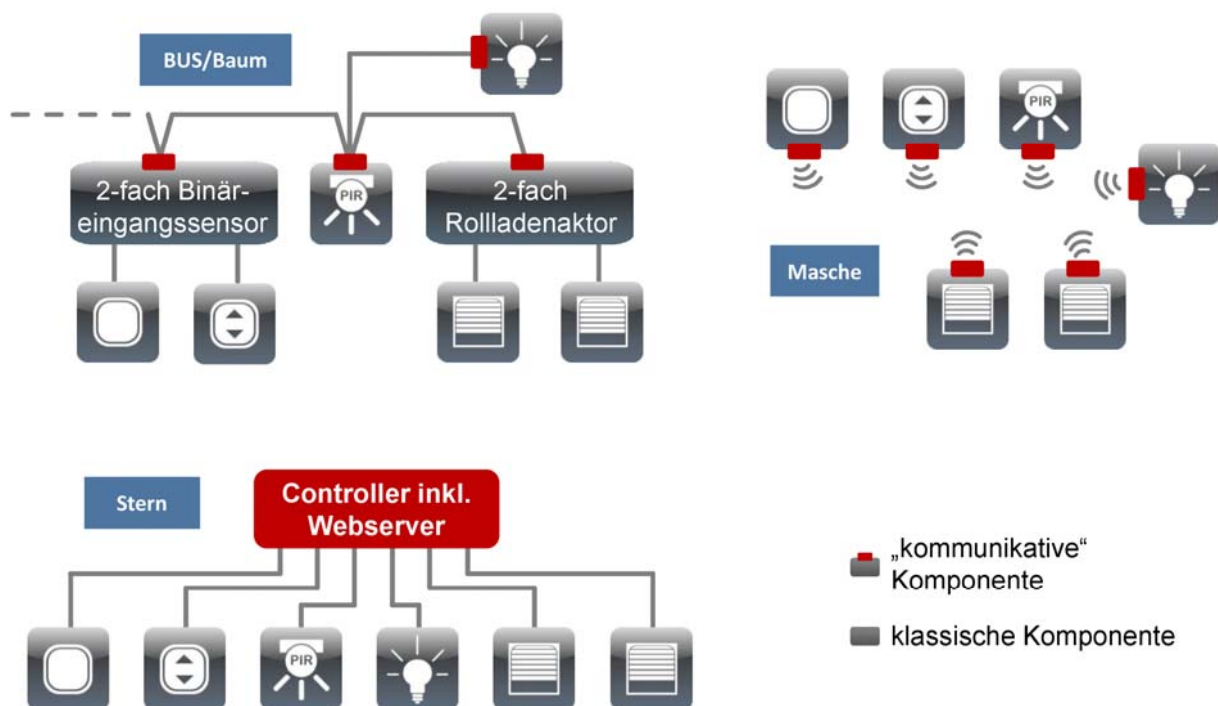 BUS/Baum
2-fach Binär-
eingangssensor
PIR
2-fach
Rollladenaktor
PIR
Masche
Stern
Controller inkl.
Webserver
PIR
„kommunikative“
Komponente
klassische Komponente